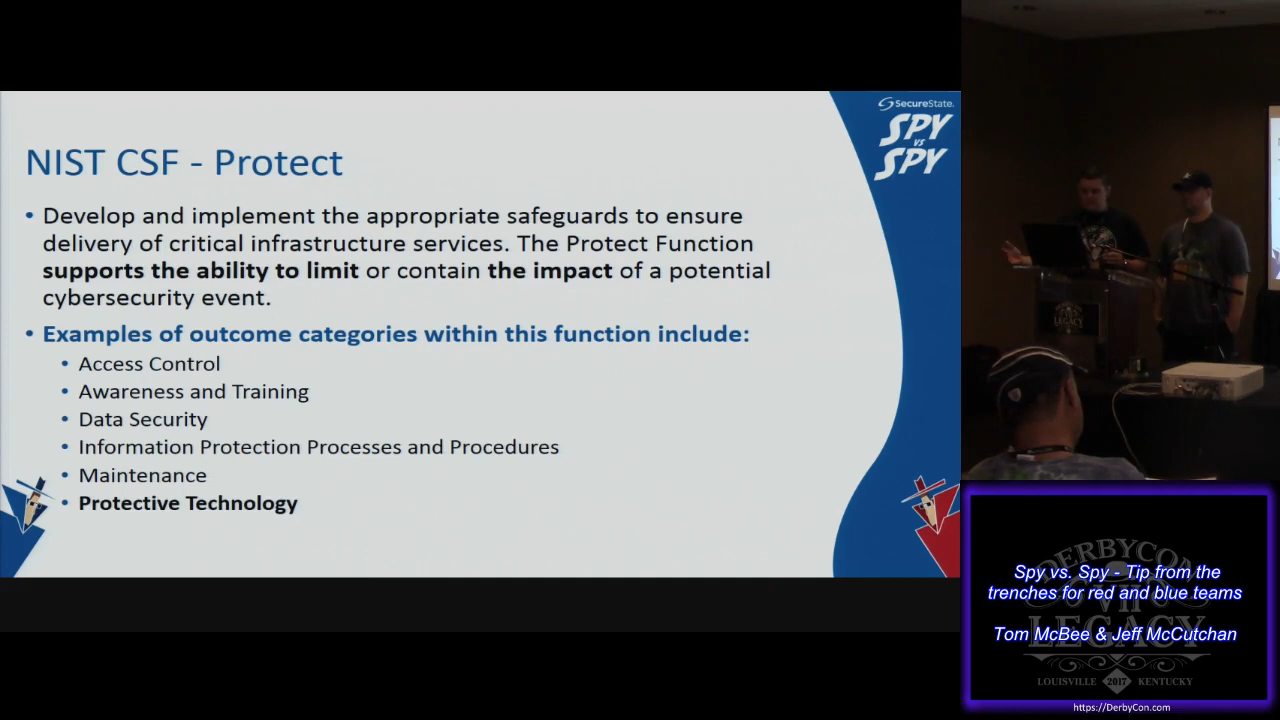 SecureState.
SPY
VS
SPY
NIST CSF - Protect
• Develop and implement the appropriate safeguards to ensure
delivery of critical infrastructure services. The Protect Function
supports the ability to limit or contain the impact of a potential
cybersecurity event.
• Examples of outcome categories within this function include:
• Access Control
• Awareness and Training
• Data Security
• Information Protection Processes and Procedures
• Maintenance
• Protective Technology
LEGACY
DERBYCON
VII
LEGACY
LOUISVILLE 2017 KENTUCKY
Spy vs. Spy - Tip from the
trenches for red and blue teams
Tom McBee & Jeff McCutchan
https://DerbyCon.com